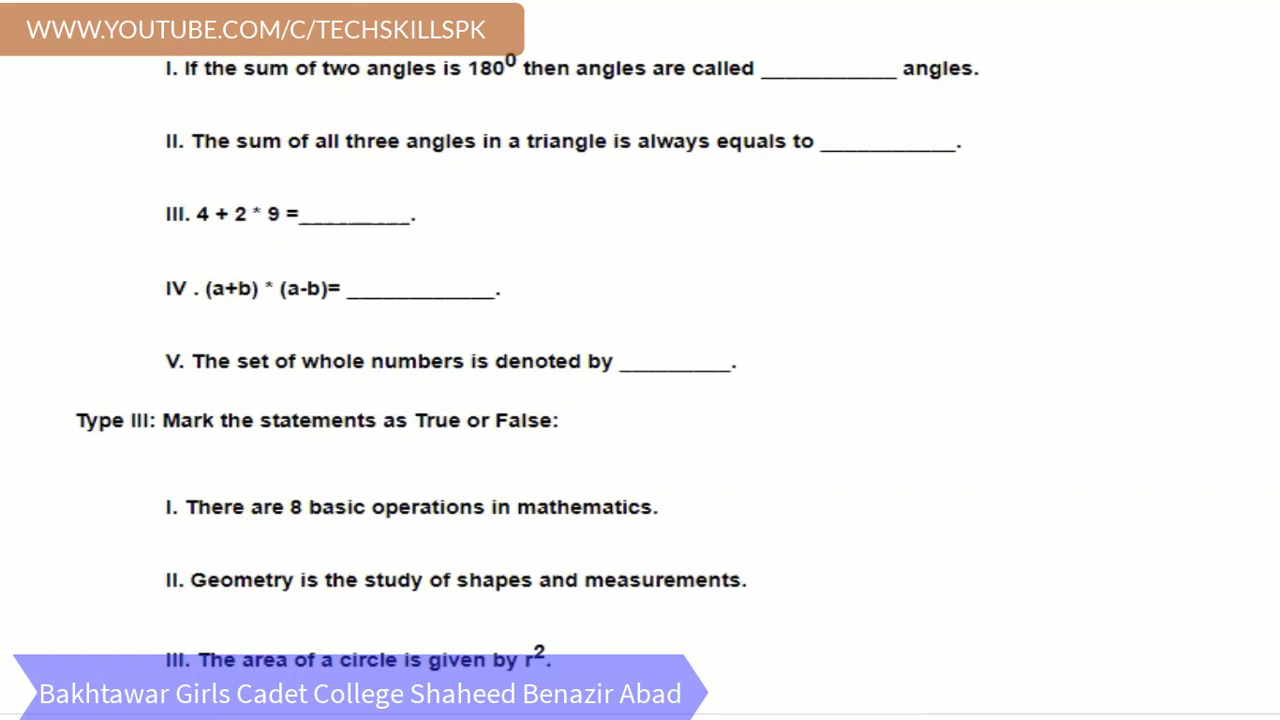 WWW.YOUTUBE.COM/C/TECHSKILLSPK
I. If the sum of two angles is 180⁰ then angles are called ___________ angles.
II. The sum of all three angles in a triangle is always equals to ___________.
III. 4 + 2 * 9 =_________.
IV . (a+b) * (a-b)= ____________.
V. The set of whole numbers is denoted by _________.
Type III: Mark the statements as True or False:
I. There are 8 basic operations in mathematics.
II. Geometry is the study of shapes and measurements.
III. The area of a circle is given by r².
Bakhtawar Girls Cadet College Shaheed Benazir Abad